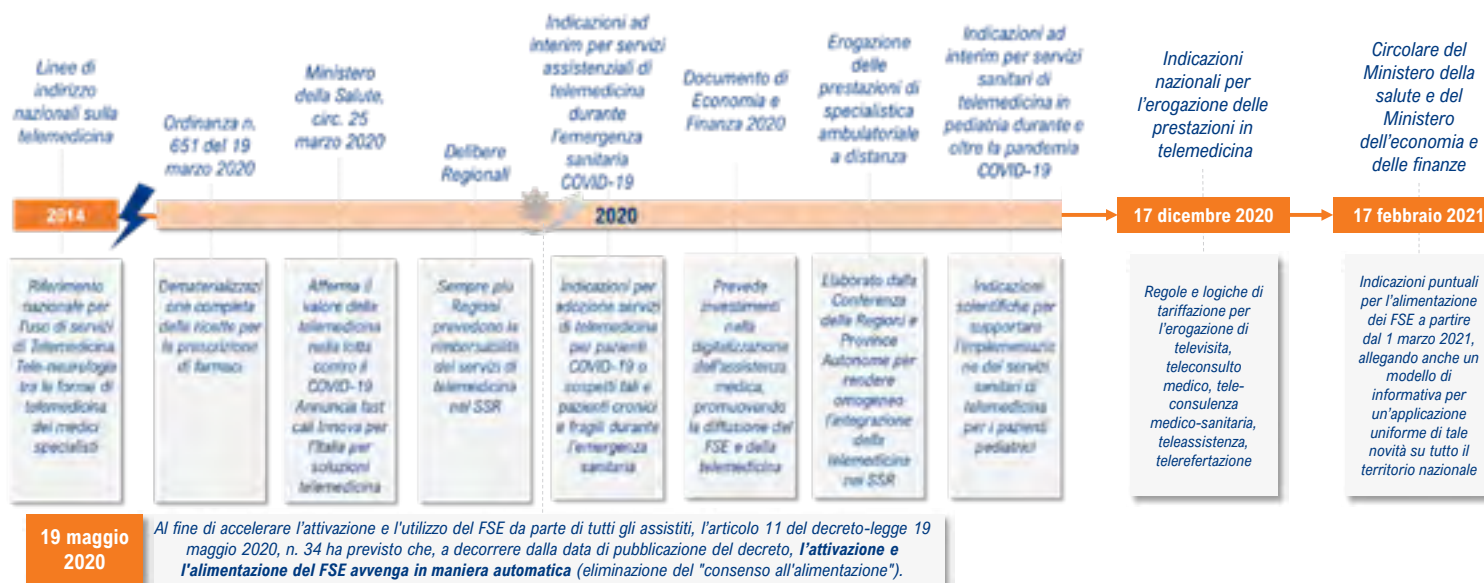 Linee di
indirizzo
nazionali sulla
telemedicina
Ordinanza n.
651 del 19
marzo 2020
Ministero
della Salute,
circ. 25
marzo 2020
Delibere
Regionali
Indicazioni ad
interim per servizi
assistenziali di
telemedicina
durante
l'emergenza
sanitaria
COVID-19
Documento di
Economia e
Finanza 2020
Erogazione
delle
prestazioni di
specialistica
ambulatoriale
a distanza
Indicazioni ad
interim per servizi
sanitari di
telemedicina in
pediatria durante e
oltre la pandemia
COVID-19
Indicazioni
nazionali per
l'erogazione delle
prestazioni in
telemedicina
Circolare del
Ministero della
salute e del
Ministero
dell'economia e
delle finanze
2014
2020
17 dicembre 2020
17 febbraio 2021
Riferimento
nazionale per
l'uso di servizi
di Telemedicina.
Tele-neurologia
tra le forme di
telemedicina
dei medici
specialisti
Dematerializzazi
one completa
delle ricette per
la prescrizione
di farmaci
Afferma il
valore della
telemedicina
nella lotta
contro il
COVID-19
Annuncia fast
call Innova per
l'Italia per
soluzioni
telemedicina
Sempre più
Regioni
prevedono la
rimborsabilità
dei servizi di
telemedicina
nel SSR
Indicazioni per
adozione servizi
di telemedicina
per pazienti
COVID-19 o
sospetti tali e
pazienti cronici
e fragili durante
l'emergenza
sanitaria
Prevede
investimenti
nella
digitalizzazione
dell'assistenza
medica,
promuovendo
la diffusione del
FSE e della
telemedicina
Elaborato dalla
Conferenza
delle Regioni e
Province
Autonome per
rendere
omogeneo
l'integrazione
della
telemedicina
nei SSR
Indicazioni
scientifiche per
supportare
l'implementazio
ne dei servizi
sanitari di
telemedicina
per i pazienti
pediatrici
Regole e logiche di
tariffazione per
l'erogazione di
televisita,
teleconsulto
medico, tele-
consulenza
medico-sanitaria,
teleassistenza,
telerefertazione
Indicazioni puntuali
per l'alimentazione
dei FSE a partire
dal 1 marzo 2021,
allegando anche un
modello di
informativa per
un'applicazione
uniforme di tale
novità su tutto il
territorio nazionale
19 maggio
2020
Al fine di accelerare l'attivazione e l'utilizzo del FSE da parte di tutti gli assistiti, l'articolo 11 del decreto-legge 19
maggio 2020, n. 34 ha previsto che, a decorrere dalla data di pubblicazione del decreto, l'attivazione e
l'alimentazione del FSE avvenga in maniera automatica (eliminazione del "consenso all'alimentazione").